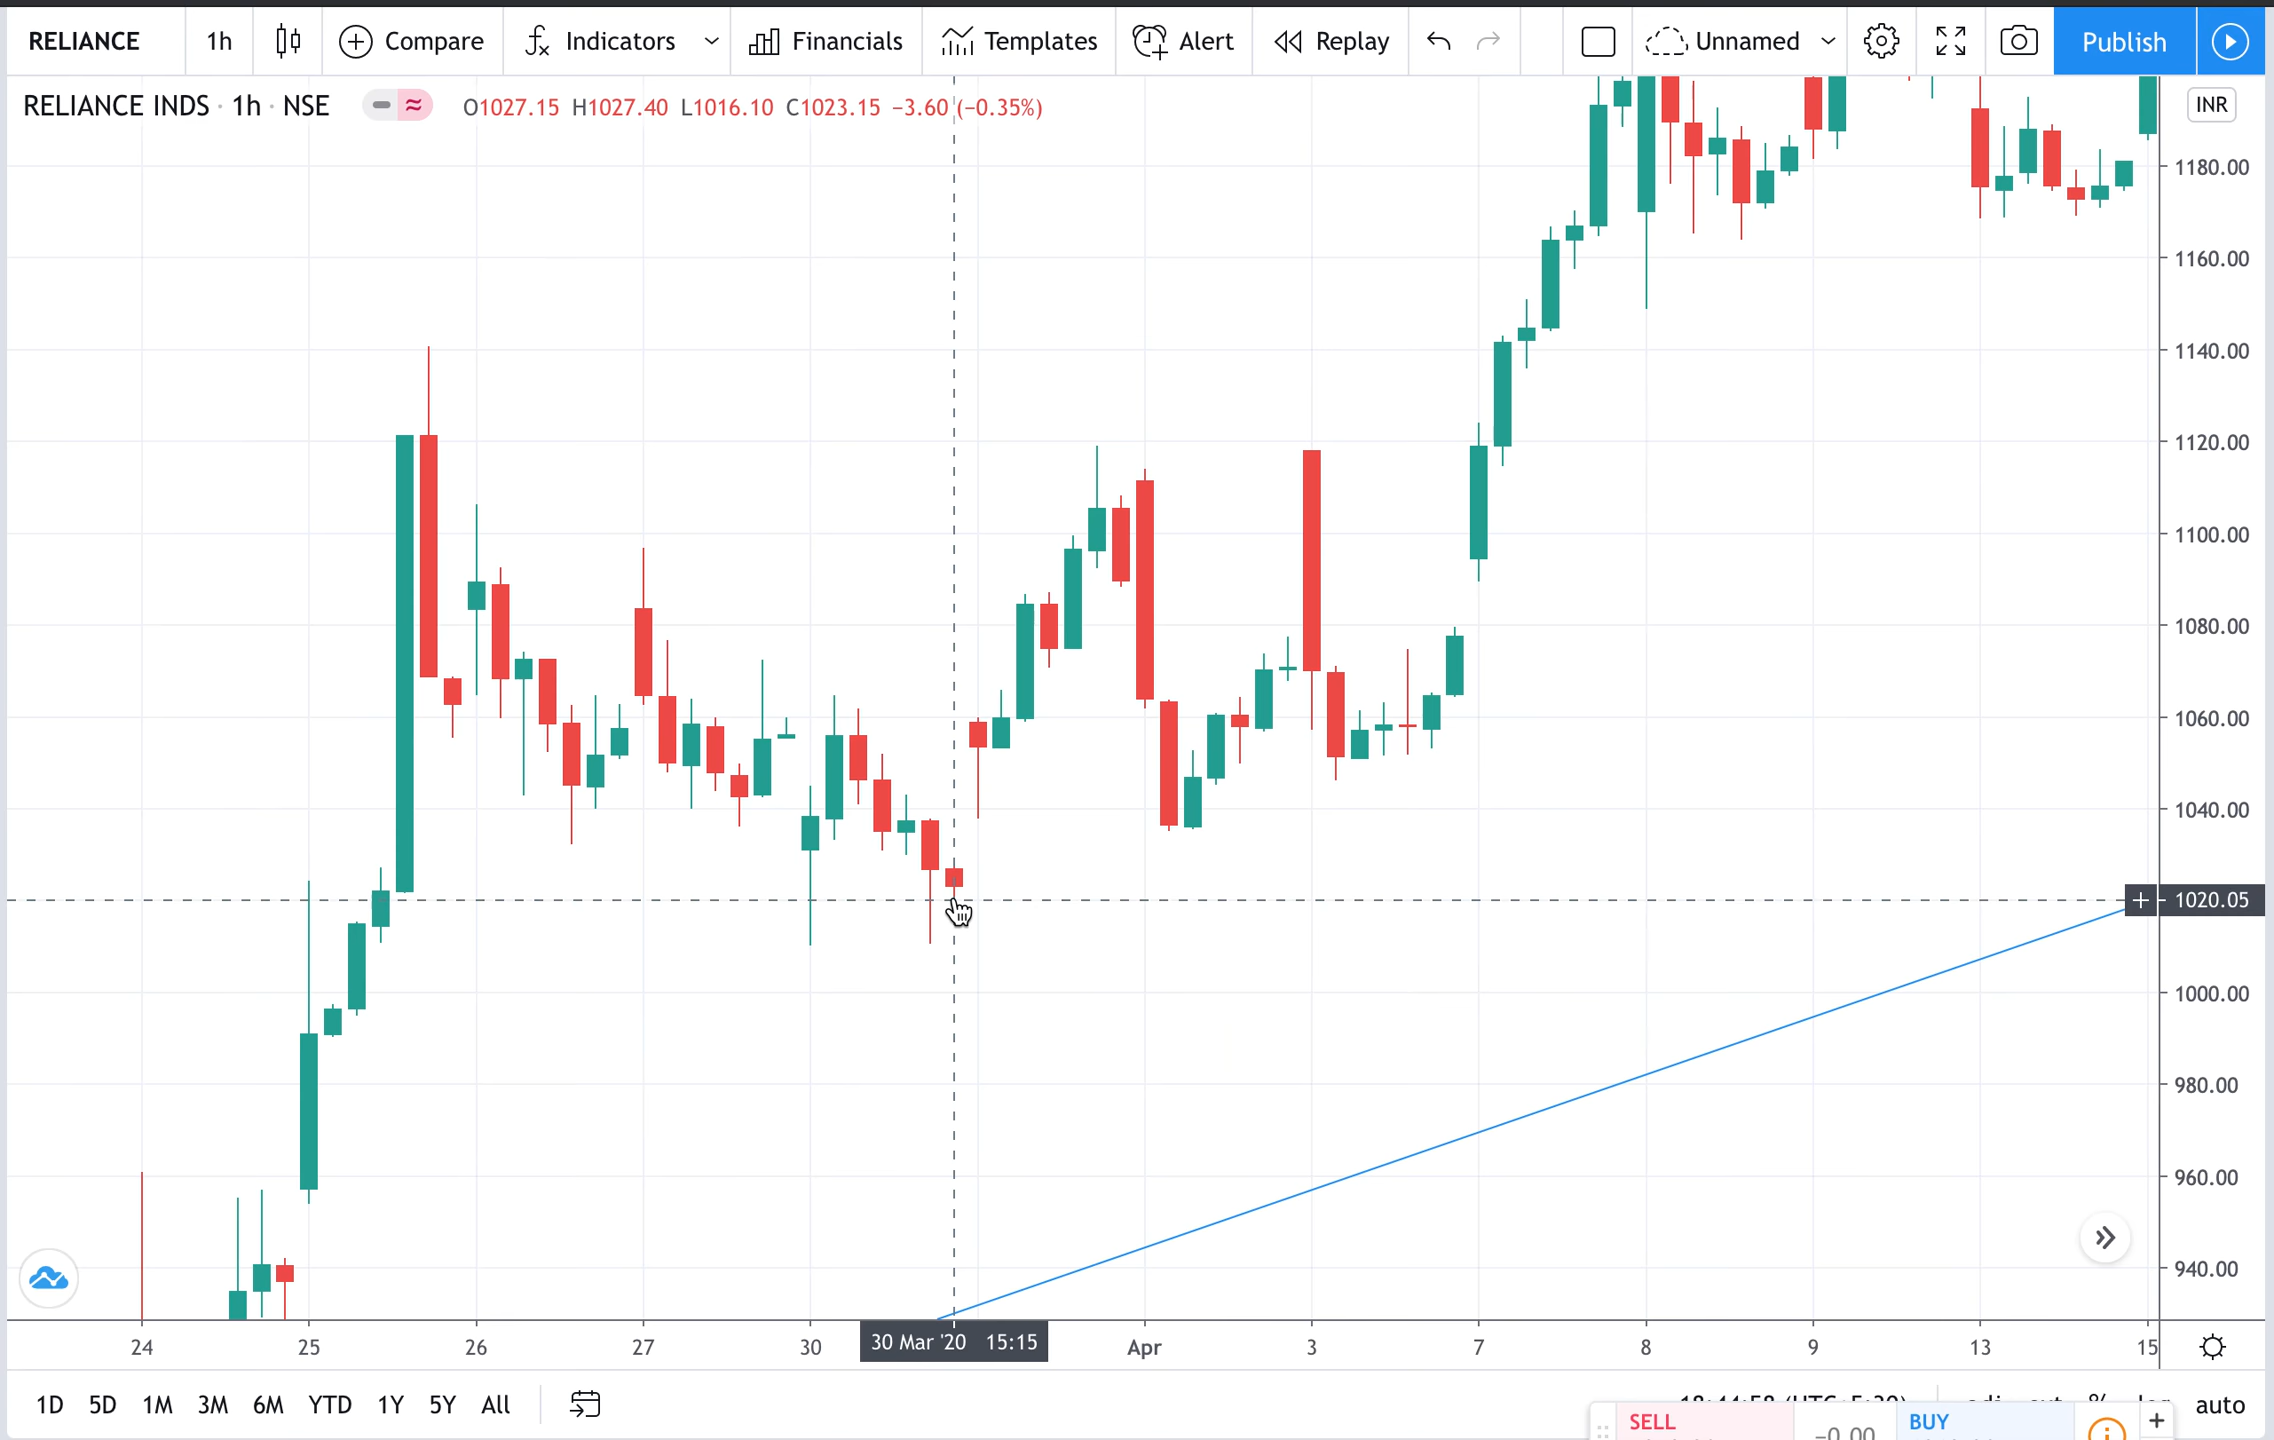 RELIANCE 1h Compare Indicators Financials Templates Alert Replay Unnamed Publish
RELIANCE INDS · 1h · NSE O1027.15 H1027.40 L1016.10 C1023.15 −3.60 (−0.35%)
INR
1180.00
1160.00
1140.00
1120.00
1100.00
1080.00
1060.00
1040.00
1020.05
1000.00
980.00
960.00
940.00
24 25 26 27 30 30 Mar '20 15:15 Apr 3 7 8 9 13 15
1D 5D 1M 3M 6M YTD 1Y 5Y All auto
SELL −0.00 BUY